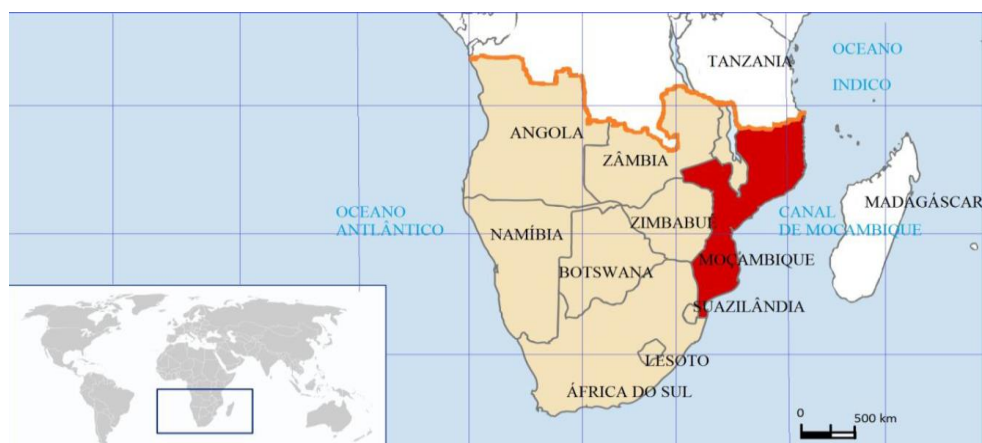 TANZANIA
OCEANO
INDICO
ANGOLA
ZÂMBIA
MADAGÁSCAR
OCEANO
ANTLÂNTICO
ZIMBABUÉ
CANAL
DE MOÇAMBIQUE
NAMÍBIA
MOÇAMBIQUE
BOTSWANA
SUAZILÂNDIA
LESOTO
ÁFRICA DO SUL
0
500 km